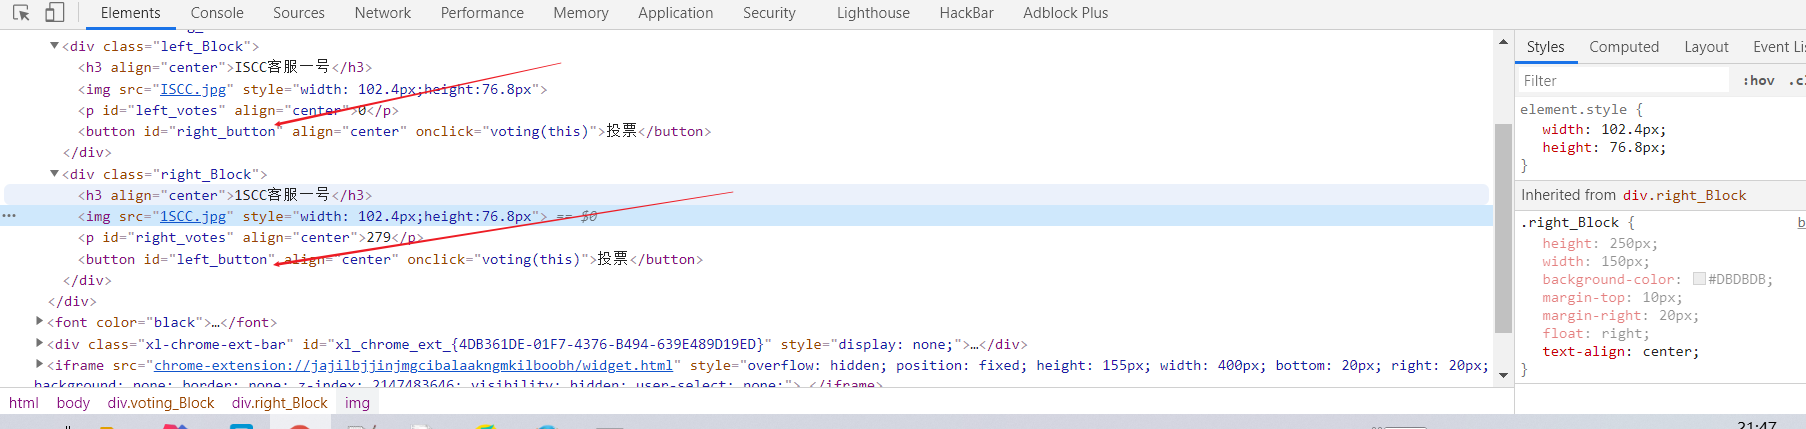 Elements Console Sources Network Performance Memory Application Security Lighthouse HackBar Adblock Plus
<div class="left_Block">
<h3 align="center">ISCC客服一号</h3>
<img src="ISCC.jpg" style="width: 102.4px;height:76.8px">
<p id="left_votes" align="center">0</p>
<button id="right_button" align="center" onclick="voting(this)">投票</button>
</div>
<div class="right_Block">
<h3 align="center">1SCC客服一号</h3>
<img src="1SCC.jpg" style="width: 102.4px;height:76.8px"> == $0
<p id="right_votes" align="center">279</p>
<button id="left_button" align="center" onclick="voting(this)">投票</button>
</div>
</div>
<font color="black">…</font>
<div class="xl-chrome-ext-bar" id="xl_chrome_ext_{4DB361DE-01F7-4376-B494-639E489D19ED}" style="display: none;">…</div>
<iframe src="chrome-extension://jajilbjjinjmgcibalaakngmkilboobh/widget.html" style="overflow: hidden; position: fixed; height: 155px; width: 400px; bottom: 20px; right: 20px;
background: none; border: none; z-index: 2147483646; visibility: hidden; user-select: none;"> </iframe>
html body div.voting_Block div.right_Block img
Styles Computed Layout Event Lis
Filter :hov .cl
element.style {
width: 102.4px;
height: 76.8px;
}
Inherited from div.right_Block
.right_Block {
height: 250px;
width: 150px;
background-color: #DBDBDB;
margin-top: 10px;
margin-right: 20px;
float: right;
text-align: center;
}
21:47